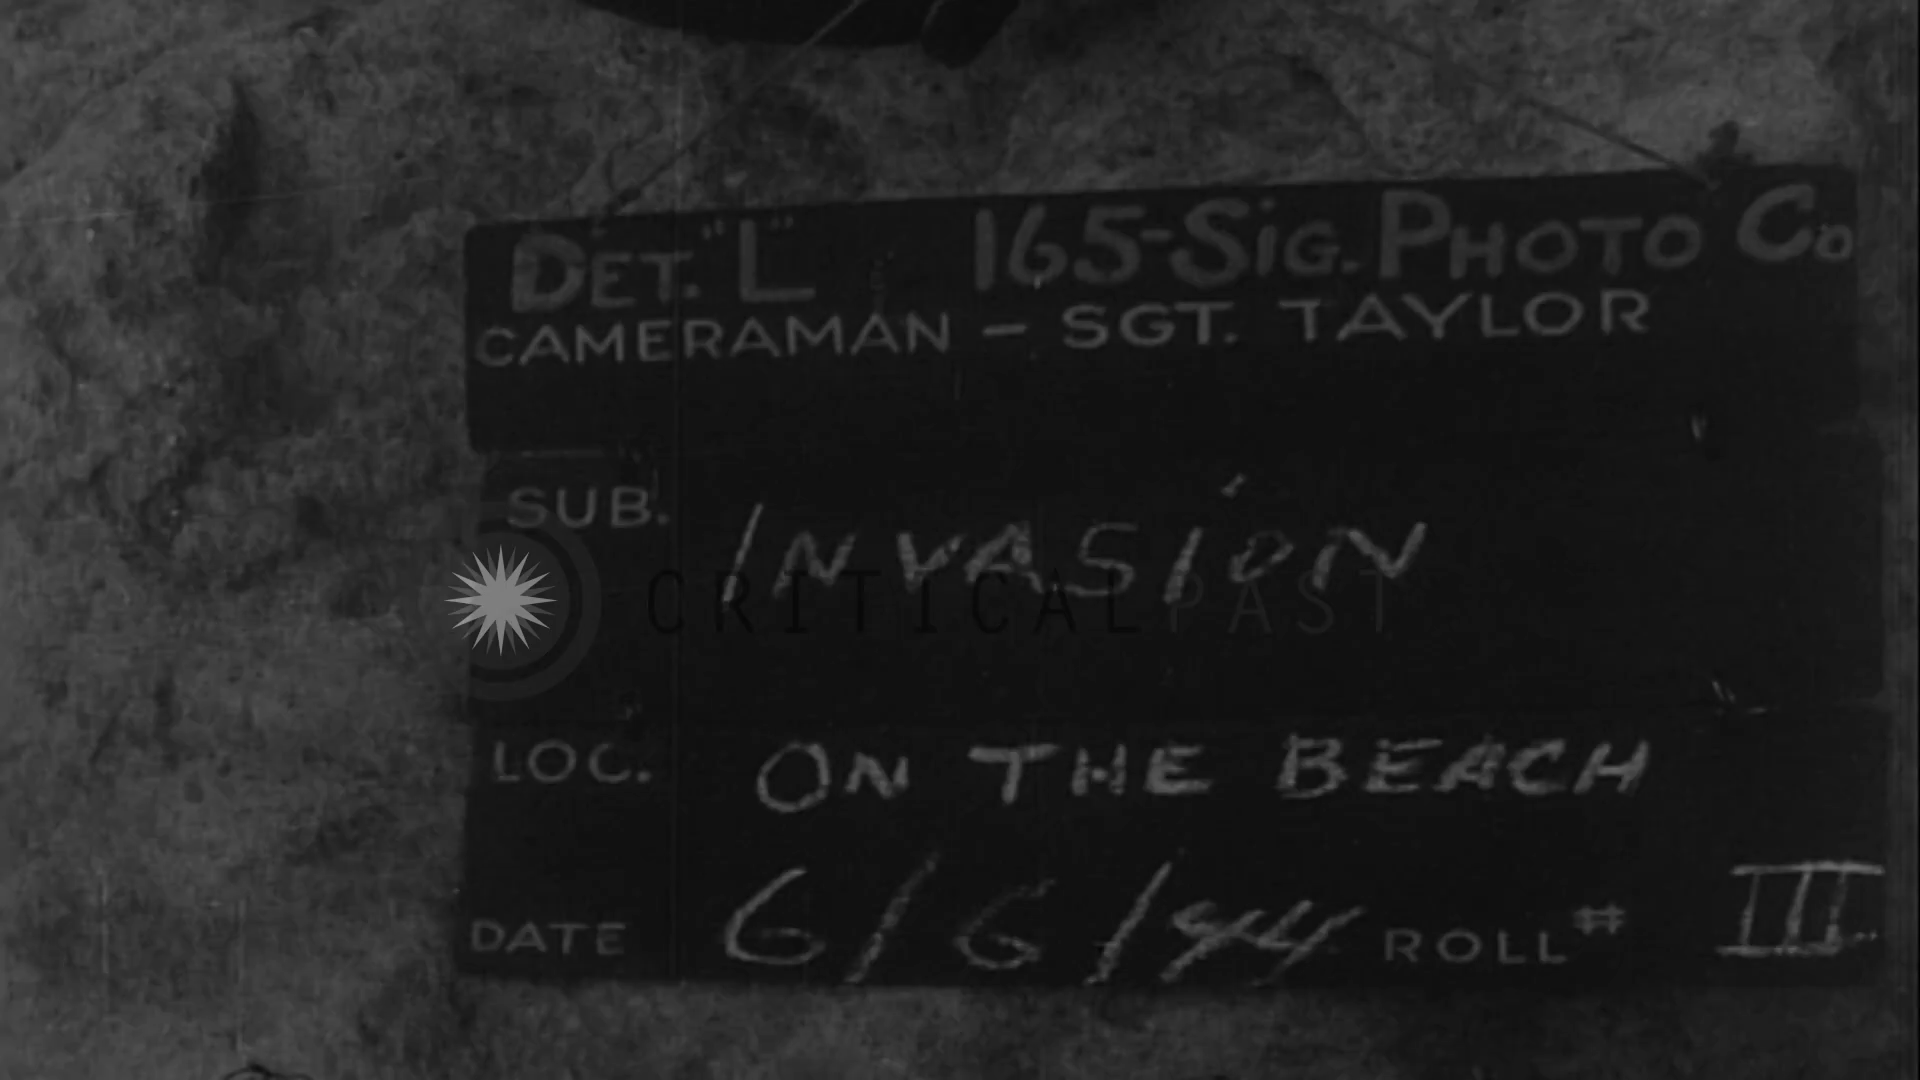 DET. "L" 165-SIG. PHOTO Co
CAMERAMAN - SGT. TAYLOR
SUB. INVASION
CRITICALPAST
LOC. ON THE BEACH
DATE 6/6/44 ROLL # III